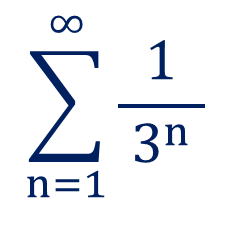 ∞
∑ 1/3ⁿ
n=1